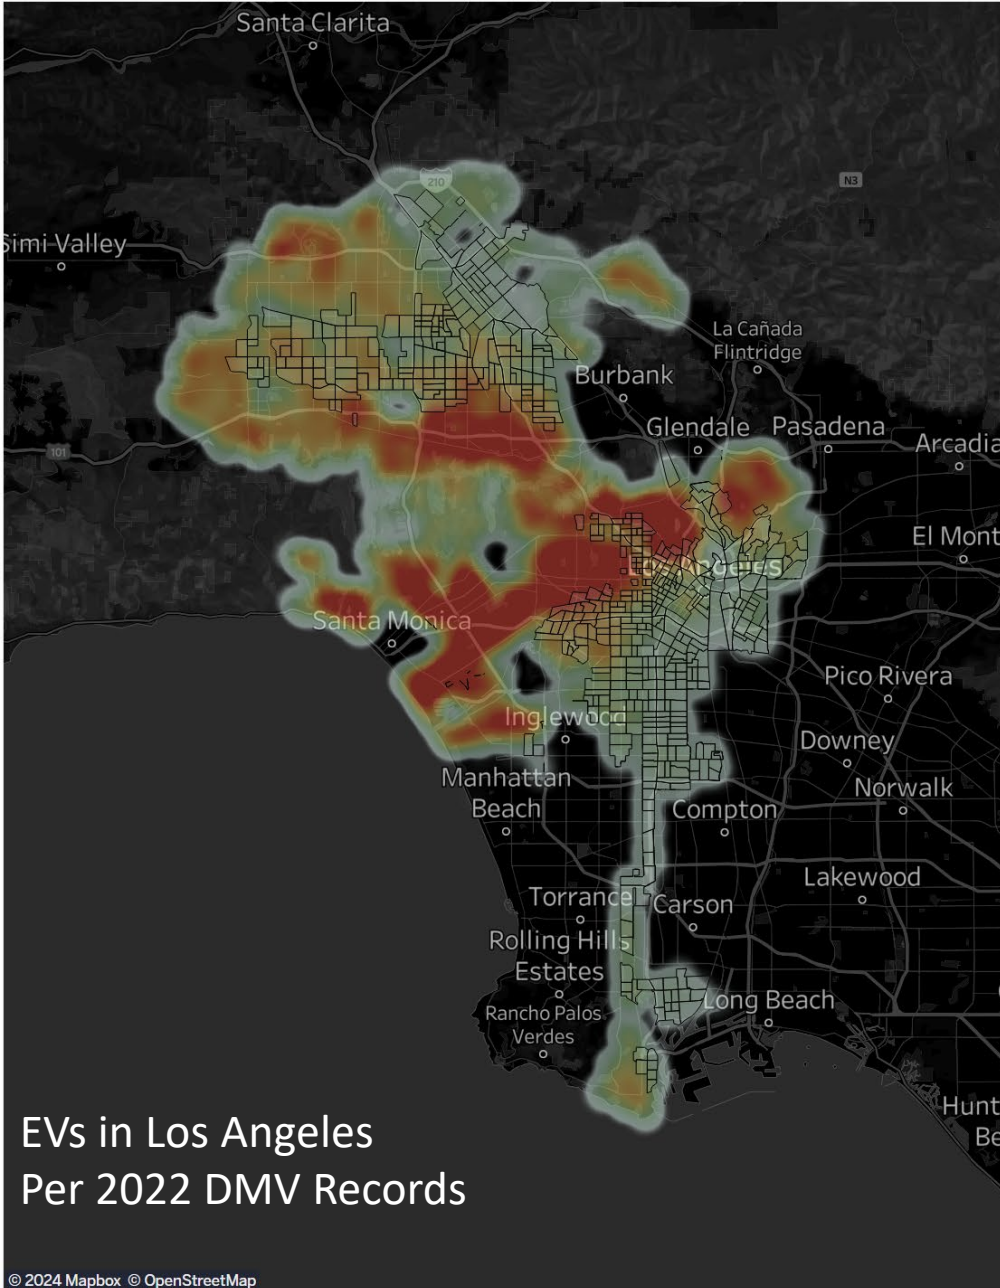 Santa Clarita
210
N3
Simi Valley
La Cañada
Flintridge
Burbank
Glendale
Pasadena
Arcadia
101
El Mont
Los Angeles
Santa Monica
Pico Rivera
Inglewood
Downey
Manhattan
Beach
Norwalk
Compton
Lakewood
Torrance
Carson
Rolling Hills
Estates
Long Beach
Rancho Palos
Verdes
Hunt
Be
EVs in Los Angeles
Per 2022 DMV Records
© 2024 Mapbox © OpenStreetMap